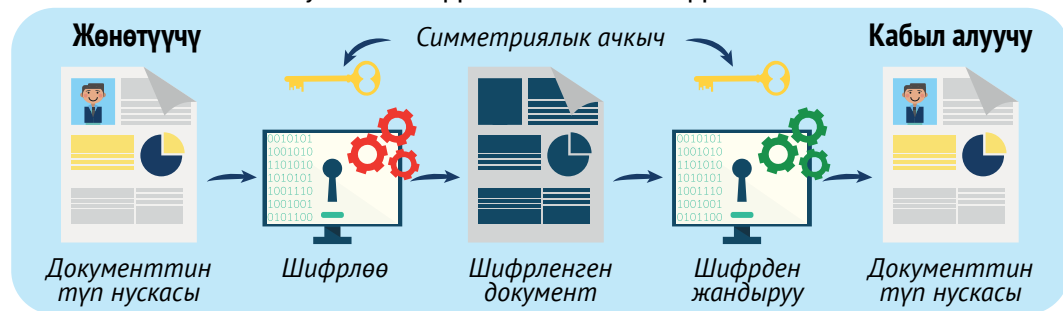 Жөнөтүүчү
Симметриялык ачкыч
Кабыл алуучу
0010101
1001010
1101010
1010101
1001110
1001001
0101100
0010101
1001010
1101010
1010101
1001110
1001001
0101100
Документтин
түп нускасы
Шифрлөө
Шифрленген
документ
Шифрден
жандыруу
Документтин
түп нускасы